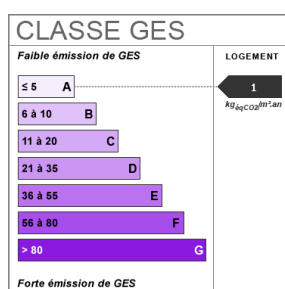 CLASSE GES
Faible émission de GES
LOGEMENT
≤ 5 A
1
kgéqCO2/m².an
6 à 10 B
11 à 20 C
21 à 35 D
36 à 55 E
56 à 80 F
> 80 G
Forte émission de GES